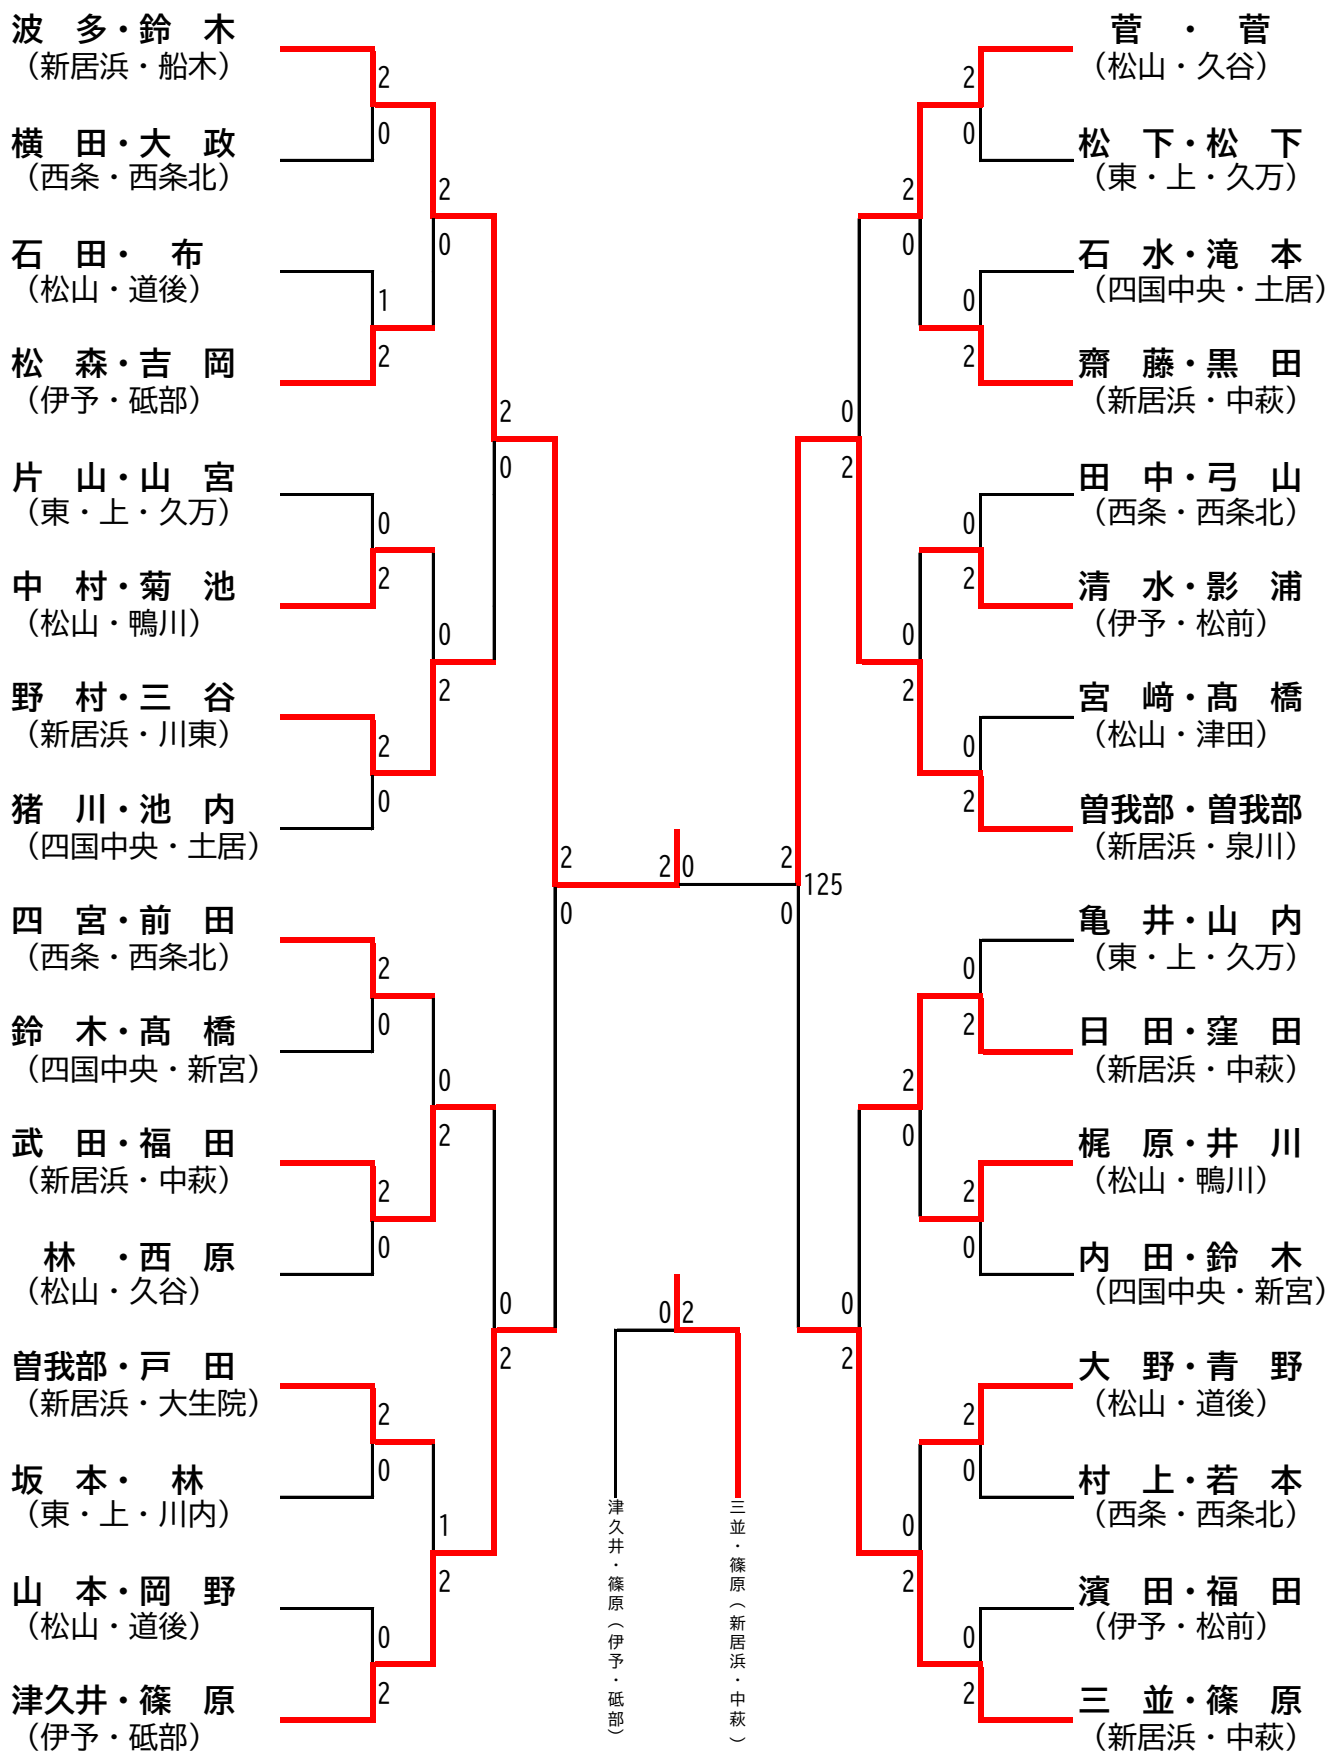 波　多・鈴　木
（新居浜・船木）
2
0
横　田・大　政
（西条・西条北）
2
0
石　田・　布
（松山・道後）
1
2
松　森・吉　岡
（伊予・砥部）
2
0
片　山・山　宮
（東・上・久万）
0
2
中　村・菊　池
（松山・鴨川）
0
2
野　村・三　谷
（新居浜・川東）
2
0
猪　川・池　内
（四国中央・土居）
2
0
四　宮・前　田
（西条・西条北）
2
0
鈴　木・髙　橋
（四国中央・新宮）
0
2
武　田・福　田
（新居浜・中萩）
2
0
林　・西　原
（松山・久谷）
0
2
曽我部・戸　田
（新居浜・大生院）
2
0
坂　本・　林
（東・上・川内）
1
2
山　本・岡　野
（松山・道後）
0
2
津久井・篠　原
（伊予・砥部）
2 0
0 2
津久井・篠原（伊予・砥部）
三並・篠原（新居浜・中萩）
菅　・　菅
（松山・久谷）
2
0
松　下・松　下
（東・上・久万）
2
0
石　水・滝　本
（四国中央・土居）
0
2
齋　藤・黒　田
（新居浜・中萩）
0
2
田　中・弓　山
（西条・西条北）
0
2
清　水・影　浦
（伊予・松前）
0
2
宮　﨑・髙　橋
（松山・津田）
0
2
曽我部・曽我部
（新居浜・泉川）
2
125
0
亀　井・山　内
（東・上・久万）
0
2
日　田・窪　田
（新居浜・中萩）
2
0
梶　原・井　川
（松山・鴨川）
2
0
内　田・鈴　木
（四国中央・新宮）
0
2
大　野・青　野
（松山・道後）
2
0
村　上・若　本
（西条・西条北）
0
2
濱　田・福　田
（伊予・松前）
0
2
三　並・篠　原
（新居浜・中萩）